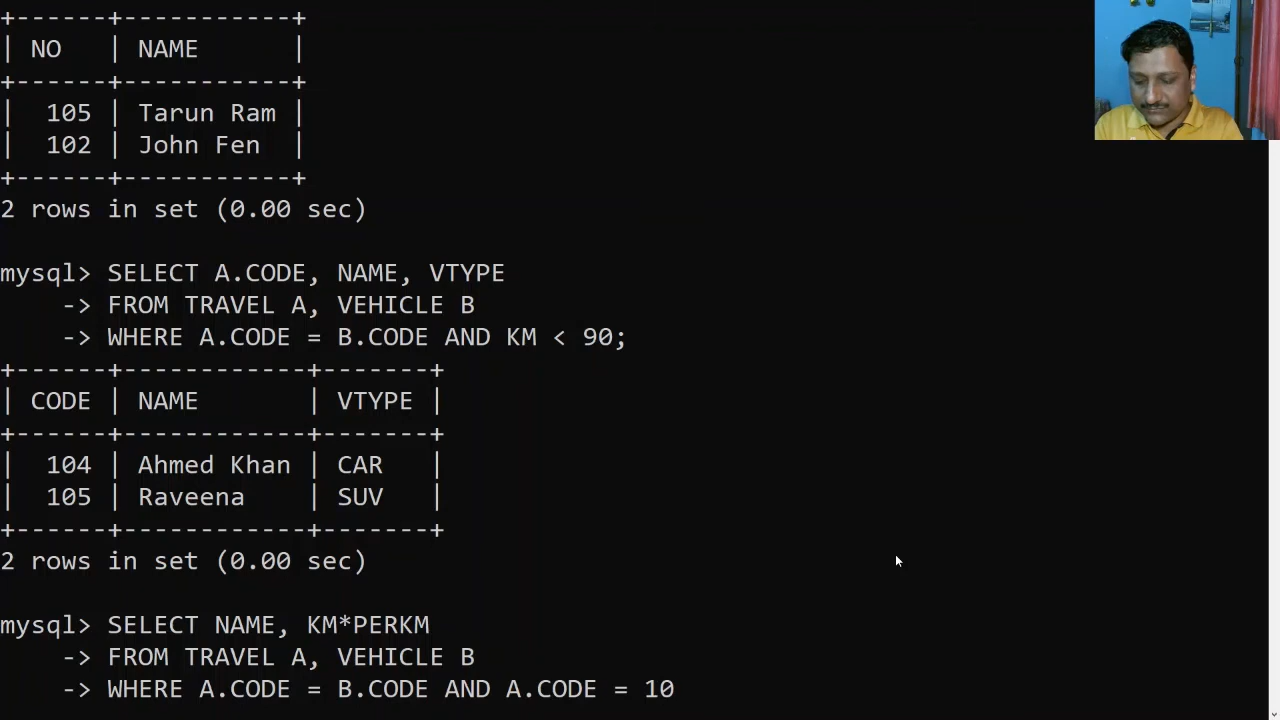 +------+-----------+
| NO   | NAME      |
+------+-----------+
|  105 | Tarun Ram |
|  102 | John Fen  |
+------+-----------+
2 rows in set (0.00 sec)
mysql> SELECT A.CODE, NAME, VTYPE
    -> FROM TRAVEL A, VEHICLE B
    -> WHERE A.CODE = B.CODE AND KM < 90;
+------+------------+-------+
| CODE | NAME       | VTYPE |
+------+------------+-------+
|  104 | Ahmed Khan | CAR   |
|  105 | Raveena    | SUV   |
+------+------------+-------+
2 rows in set (0.00 sec)
mysql> SELECT NAME, KM*PERKM
    -> FROM TRAVEL A, VEHICLE B
    -> WHERE A.CODE = B.CODE AND A.CODE = 10